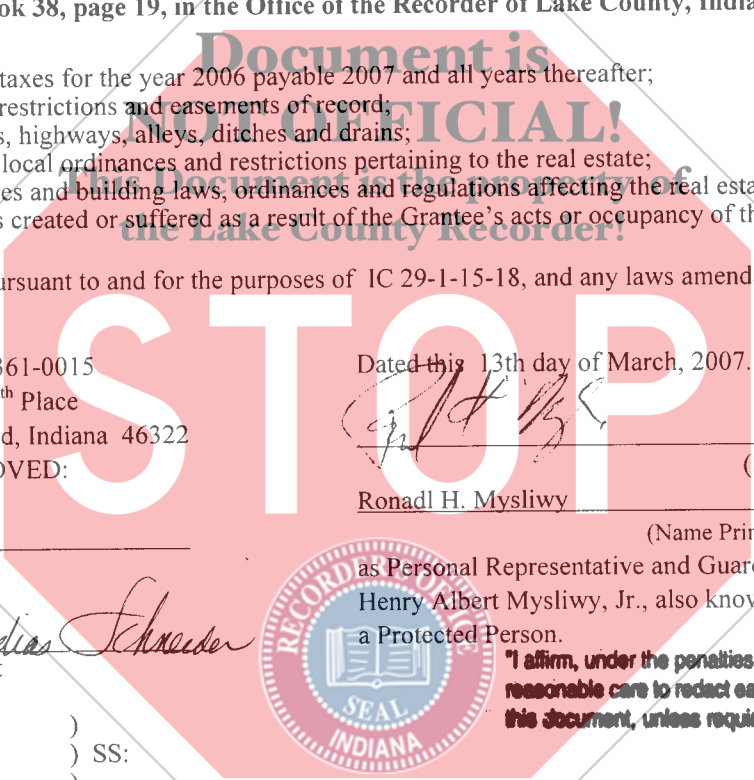 ok 38, page 19, in the Office of the Recorder of Lake County, India
Document is
taxes for the year 2006 payable 2007 and all years thereafter;
restrictions and easements of record;
NOT OFFICIAL!
s, highways, alleys, ditches and drains;
local ordinances and restrictions pertaining to the real estate;
This Document is the property of
es and building laws, ordinances and regulations affecting the real esta
s created or suffered as a result of the Grantee's acts or occupancy of th
the Lake County Recorder!
ursuant to and for the purposes of IC 29-1-15-18, and any laws amend
STOP
361-0015
th Place
d, Indiana 46322
OVED:
Dated this 13th day of March, 2007.
(
Ronadl H. Mysliwy
(Name Prin
as Personal Representative and Guar
Henry Albert Mysliwy, Jr., also know
a Protected Person.
Schneider
RECORDER'S OFFICE
SEAL
INDIANA
"I affirm, under the penalties
reasonable care to redact ea
this document, unless requir
)
) SS:
)